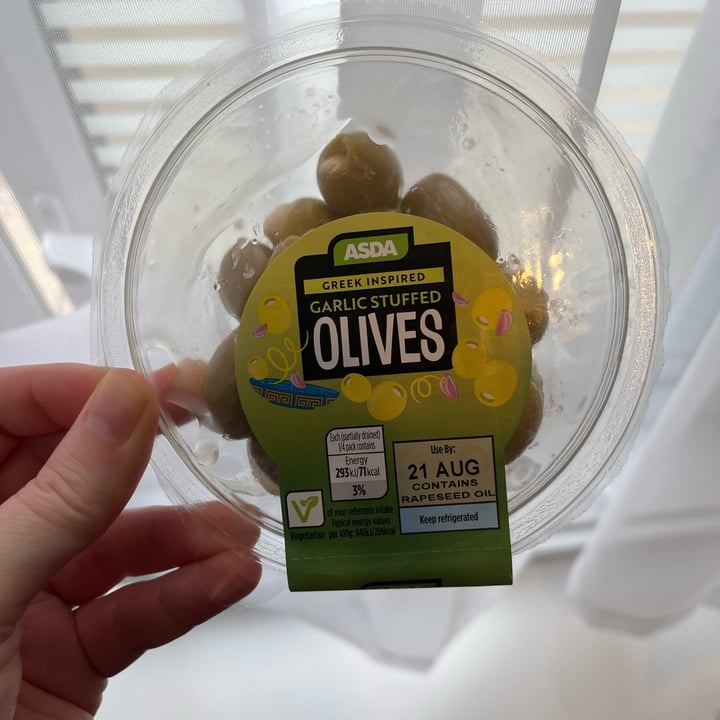 ASDA
GREEK INSPIRED
GARLIC STUFFED
OLIVES
Each (partially drained)
1/4 pack contains
Energy
293kJ/71kcal
3%
of your reference intake
Typical energy values
per 100g: 848kJ/206kcal
V
Vegetarian
Use By:
21 AUG
CONTAINS
RAPESEED OIL
Keep refrigerated